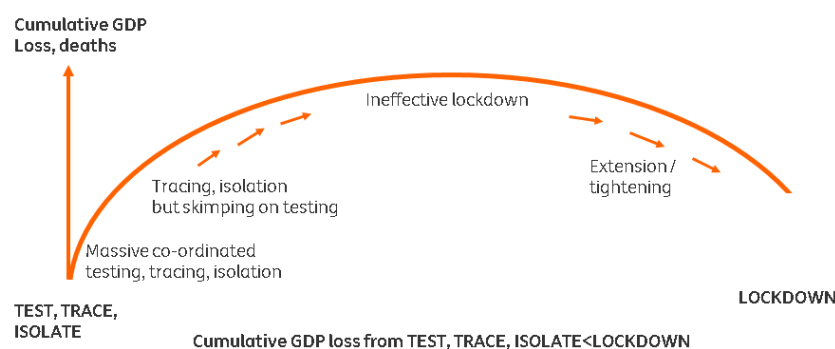 Cumulative GDP
Loss, deaths
Ineffective lockdown
Extension /
tightening
Tracing, isolation
but skimping on testing
Massive co-ordinated
testing, tracing, isolation
TEST, TRACE,
ISOLATE
LOCKDOWN
Cumulative GDP loss from TEST, TRACE, ISOLATE<LOCKDOWN